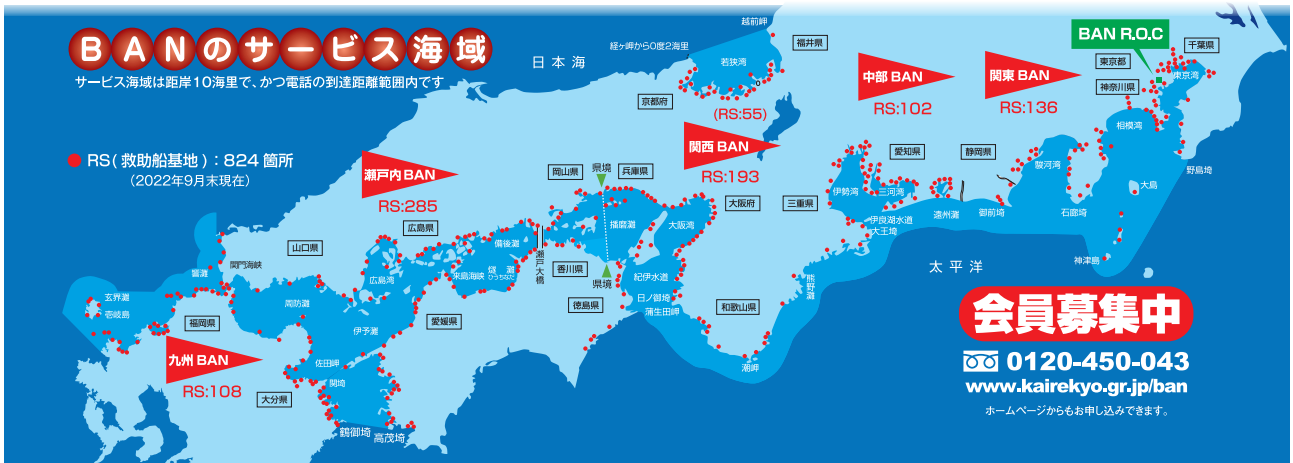 BANのサービス海域
サービス海域は距岸10海里で、かつ電話の到達距離範囲内です
RS(救助船基地):824箇所
(2022年9月末現在)
日本海
越前岬
経ヶ岬から0度2海里
若狭湾
福井県
京都府
(RS:55)
中部 BAN
RS:102
関東 BAN
RS:136
BAN R.O.C
千葉県
東京都
東京湾
神奈川県
相模湾
関西 BAN
RS:193
瀬戸内 BAN
RS:285
岡山県
県境
兵庫県
大阪府
愛知県
静岡県
駿河湾
野島埼
大島
三重県
伊勢湾
三河湾
伊良湖水道
大王埼
遠州灘
御前埼
石廊埼
神津島
広島県
備後灘
播磨灘
大阪湾
山口県
関門海峡
響灘
広島湾
来島海峡
燧灘
ひうちなだ
瀬戸大橋
香川県
県境
紀伊水道
熊野灘
太平洋
玄界灘
壱岐島
周防灘
福岡県
伊予灘
愛媛県
徳島県
日ノ御埼
蒲生田岬
和歌山県
潮岬
九州 BAN
RS:108
佐田岬
関埼
大分県
鶴御埼
高茂埼
会員募集中
0120-450-043
www.kairekyo.gr.jp/ban
ホームページからもお申し込みできます。